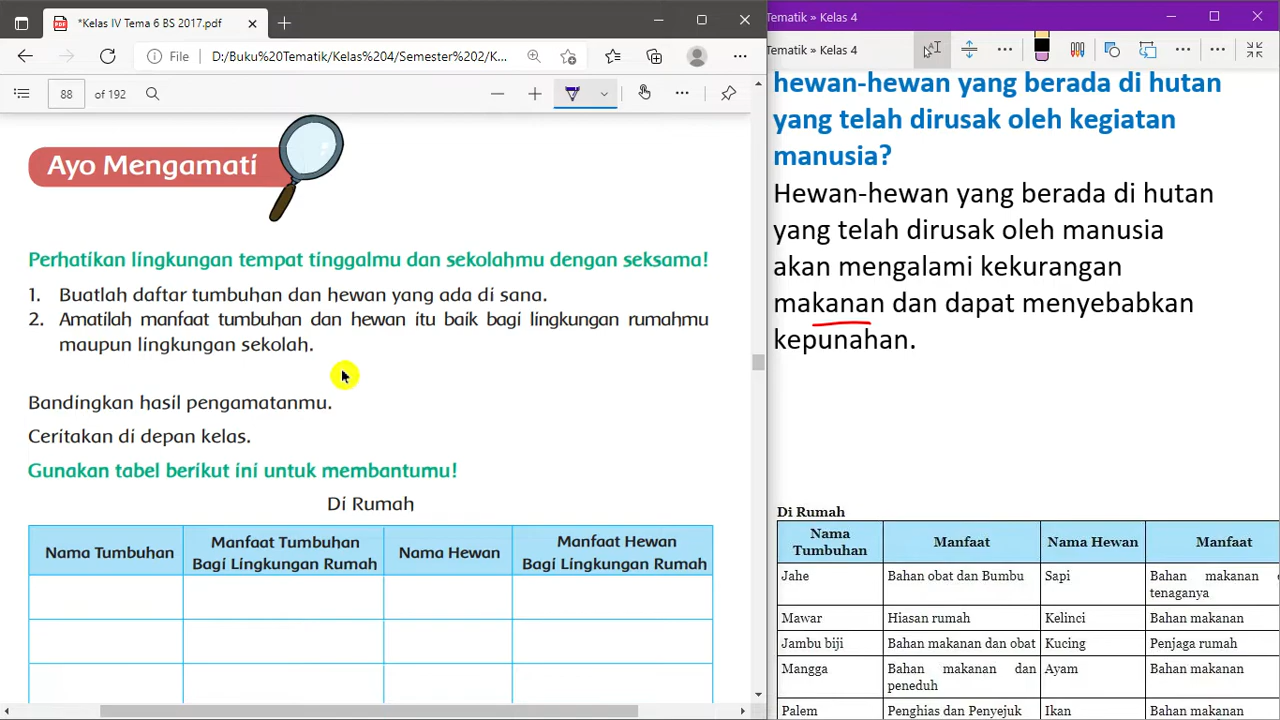 *Kelas IV Tema 6 BS 2017.pdf
File
D:/Buku%20Tematik/Kelas%204/Semester%202/K...
88 of 192
Ayo Mengamati
Perhatikan lingkungan tempat tinggalmu dan sekolahmu dengan seksama!
1. Buatlah daftar tumbuhan dan hewan yang ada di sana.
2. Amatilah manfaat tumbuhan dan hewan itu baik bagi lingkungan rumahmu
maupun lingkungan sekolah.
Bandingkan hasil pengamatanmu.
Ceritakan di depan kelas.
Gunakan tabel berikut ini untuk membantumu!
Di Rumah
Nama Tumbuhan
Manfaat Tumbuhan
Bagi Lingkungan Rumah
Nama Hewan
Manfaat Hewan
Bagi Lingkungan Rumah
Tematik » Kelas 4
Tematik » Kelas 4
hewan-hewan yang berada di hutan
yang telah dirusak oleh kegiatan
manusia?
Hewan-hewan yang berada di hutan
yang telah dirusak oleh manusia
akan mengalami kekurangan
makanan dan dapat menyebabkan
kepunahan.
Di Rumah
Nama
Tumbuhan
Manfaat
Nama Hewan
Manfaat
Jahe
Bahan obat dan Bumbu
Sapi
Bahan makanan
tenaganya
Mawar
Hiasan rumah
Kelinci
Bahan makanan
Jambu biji
Bahan makanan dan obat
Kucing
Penjaga rumah
Mangga
Bahan makanan dan
peneduh
Ayam
Bahan makanan
Palem
Penghias dan Penyejuk
Ikan
Bahan makanan